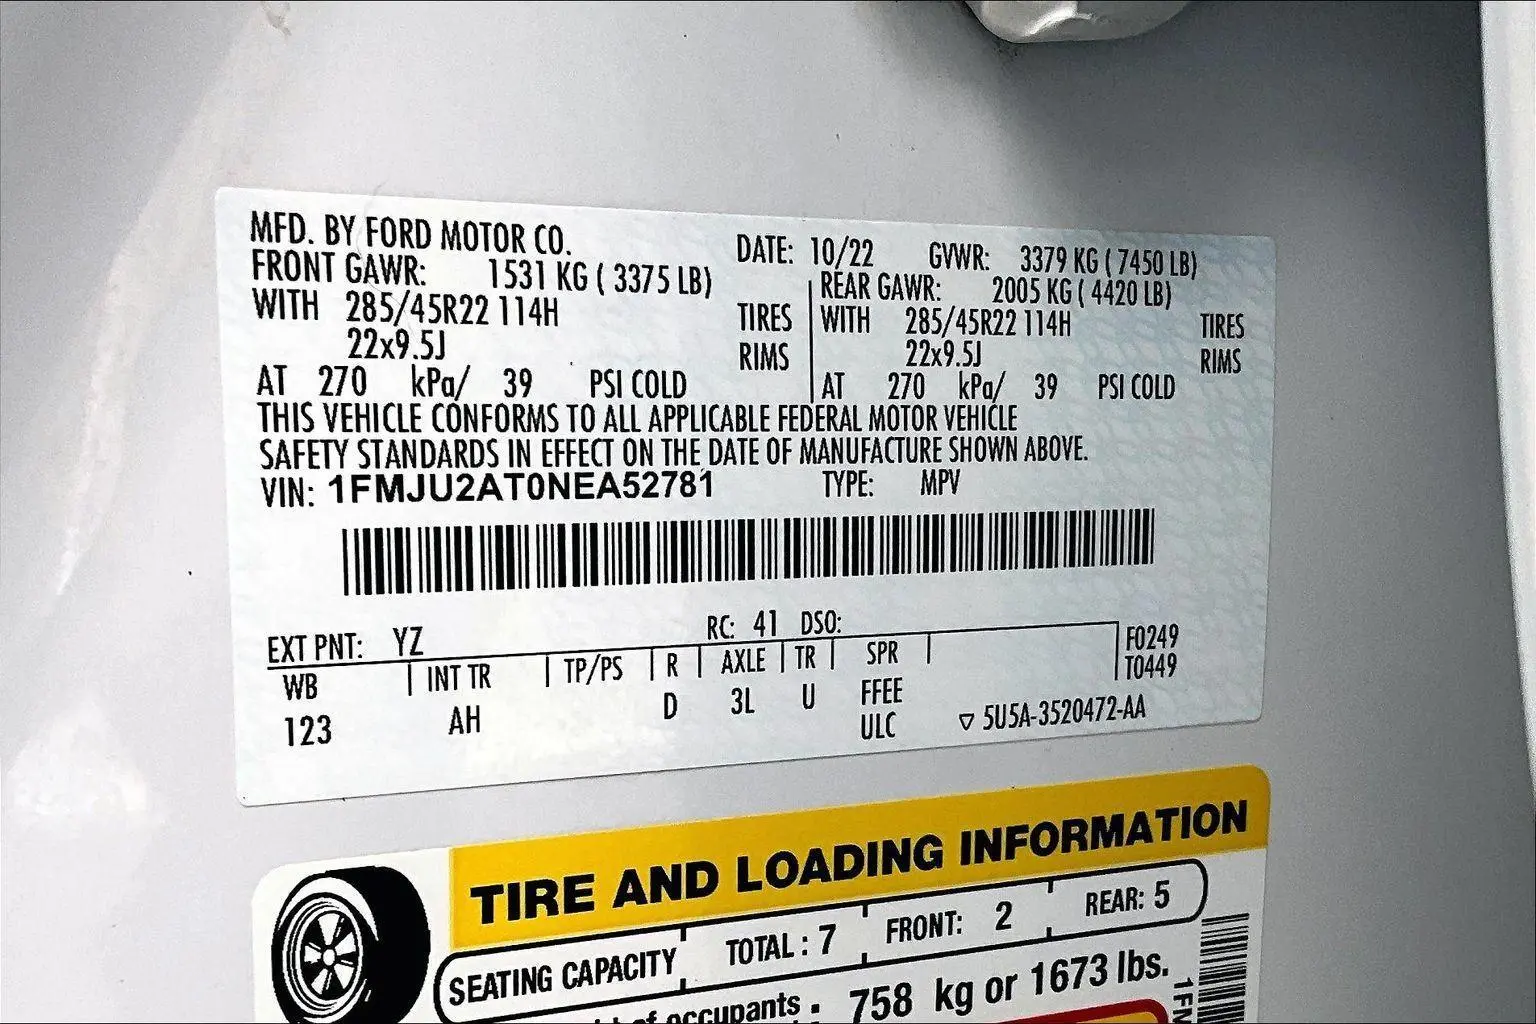 MFD. BY FORD MOTOR CO.
DATE: 10/22 GVWR: 3379 KG ( 7450 LB)
FRONT GAWR: 1531 KG ( 3375 LB)
REAR GAWR: 2005 KG ( 4420 LB)
WITH 285/45R22 114H TIRES
WITH 285/45R22 114H TIRES
22x9.5J RIMS
22x9.5J RIMS
AT 270 kPa/ 39 PSI COLD
AT 270 kPa/ 39 PSI COLD
THIS VEHICLE CONFORMS TO ALL APPLICABLE FEDERAL MOTOR VEHICLE
SAFETY STANDARDS IN EFFECT ON THE DATE OF MANUFACTURE SHOWN ABOVE.
VIN: 1FMJU2AT0NEA52781 TYPE: MPV
EXT PNT: YZ RC: 41 DSO:
WB INT TR TP/PS R AXLE TR SPR F0249
T0449
123 AH D 3L U FFEE
ULC ▽ 5U5A-3520472-AA
TIRE AND LOADING INFORMATION
SEATING CAPACITY TOTAL : 7 FRONT: 2 REAR: 5
of occupants 758 kg or 1673 lbs.